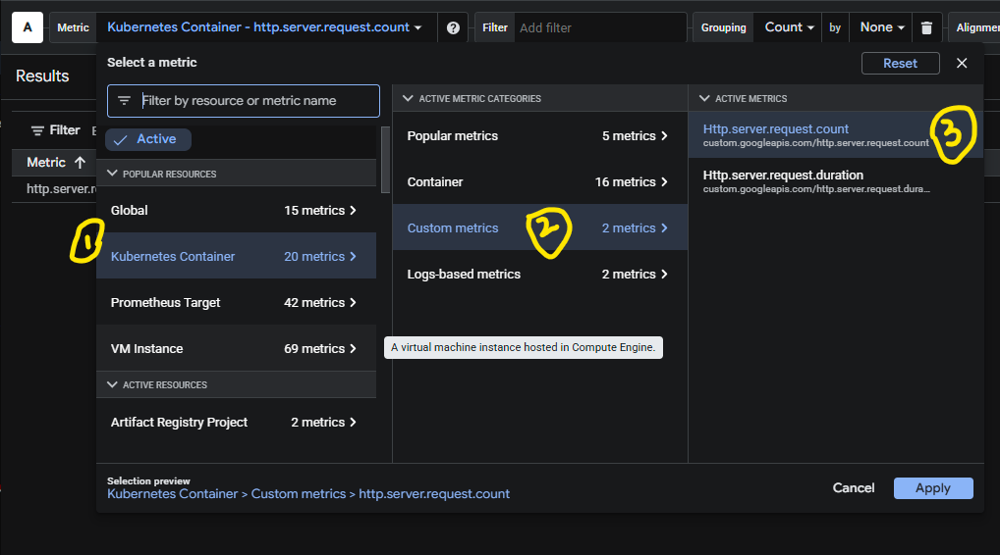 A Metric Kubernetes Container - http.server.request.count Filter Add filter Grouping Count by None Alignmen
Select a metric Reset
Results
Filter by resource or metric name
Filter
Active
Metric
http.server.r
POPULAR RESOURCES
Global 15 metrics
1
Kubernetes Container 20 metrics
Prometheus Target 42 metrics
VM Instance 69 metrics
ACTIVE RESOURCES
Artifact Registry Project 2 metrics
ACTIVE METRIC CATEGORIES
Popular metrics 5 metrics
Container 16 metrics
Custom metrics 2 2 metrics
Logs-based metrics 2 metrics
A virtual machine instance hosted in Compute Engine.
ACTIVE METRICS
Http.server.request.count
custom.googleapis.com/http.server.request.count
3
Http.server.request.duration
custom.googleapis.com/http.server.request.dura...
Selection preview
Kubernetes Container > Custom metrics > http.server.request.count
Cancel Apply